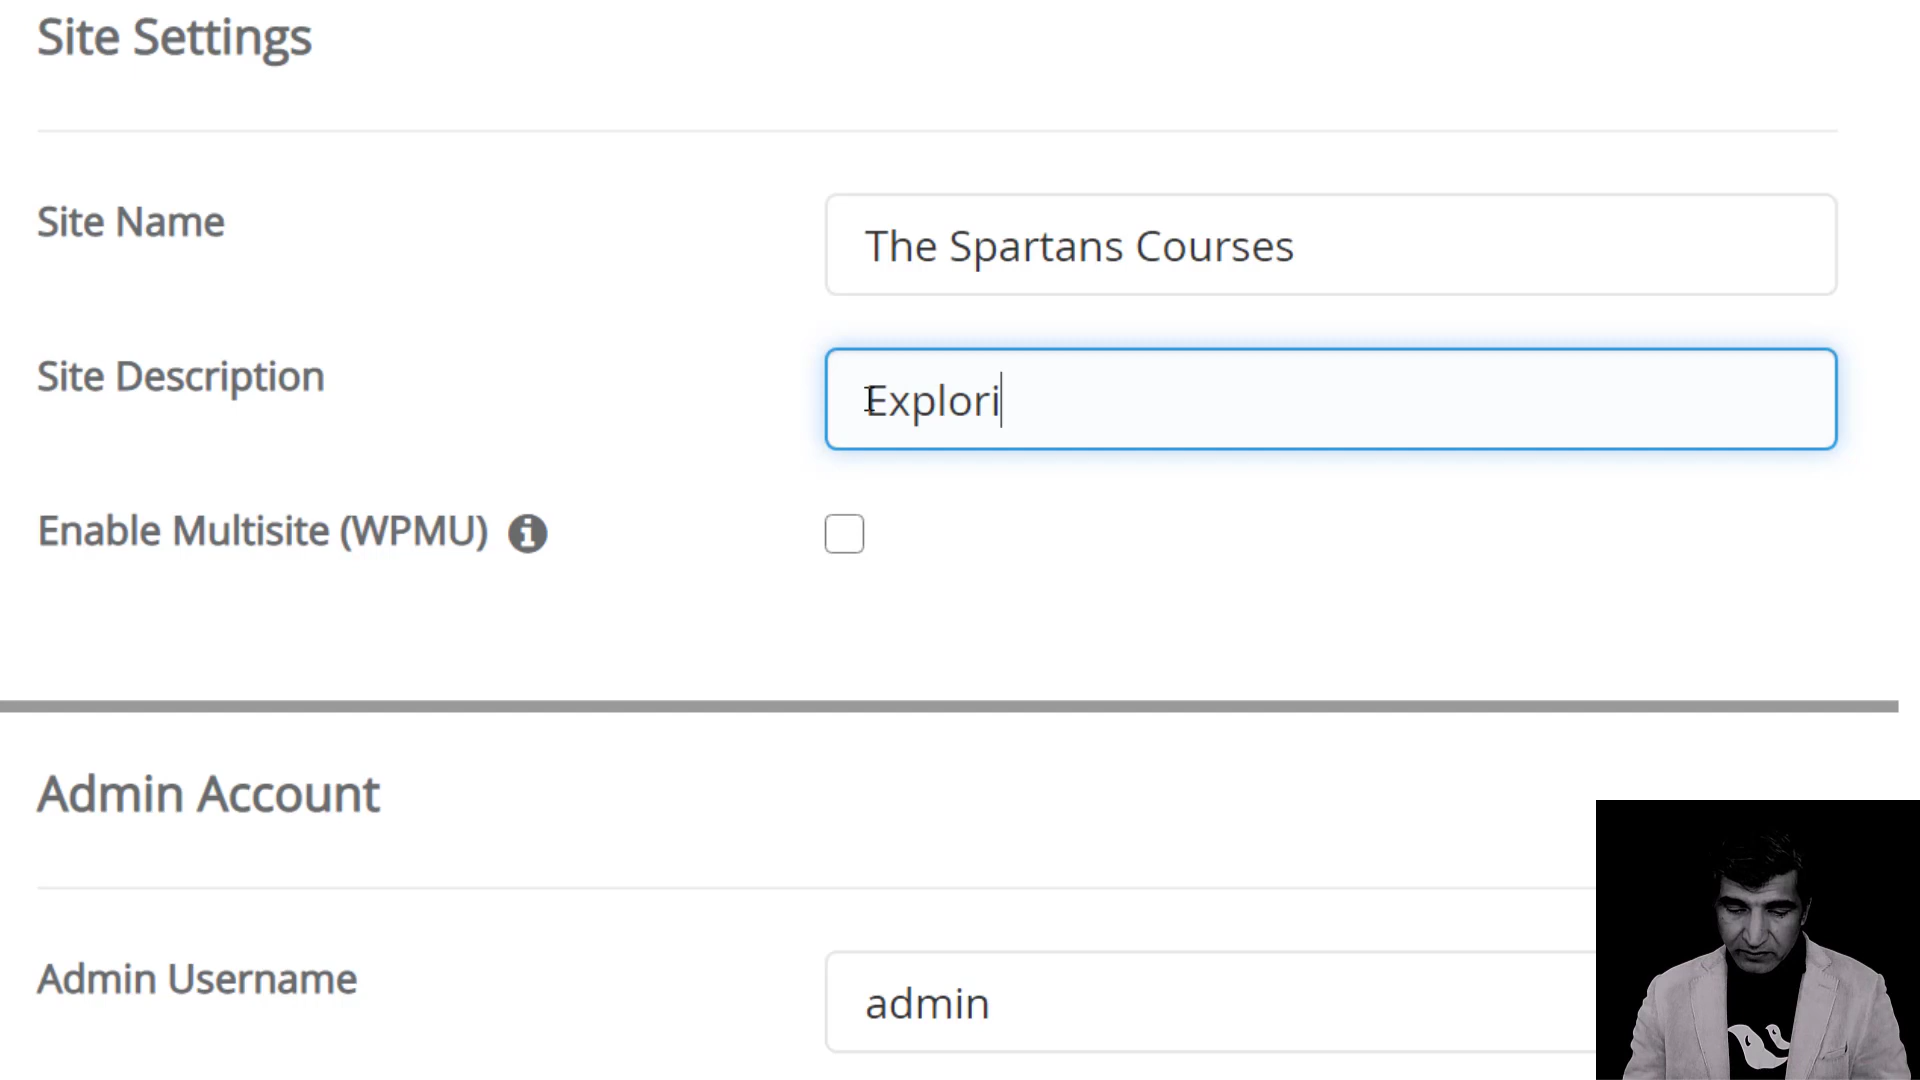 Site Settings
Site Name
The Spartans Courses
Site Description
Explori
Enable Multisite (WPMU)
Admin Account
Admin Username
admin